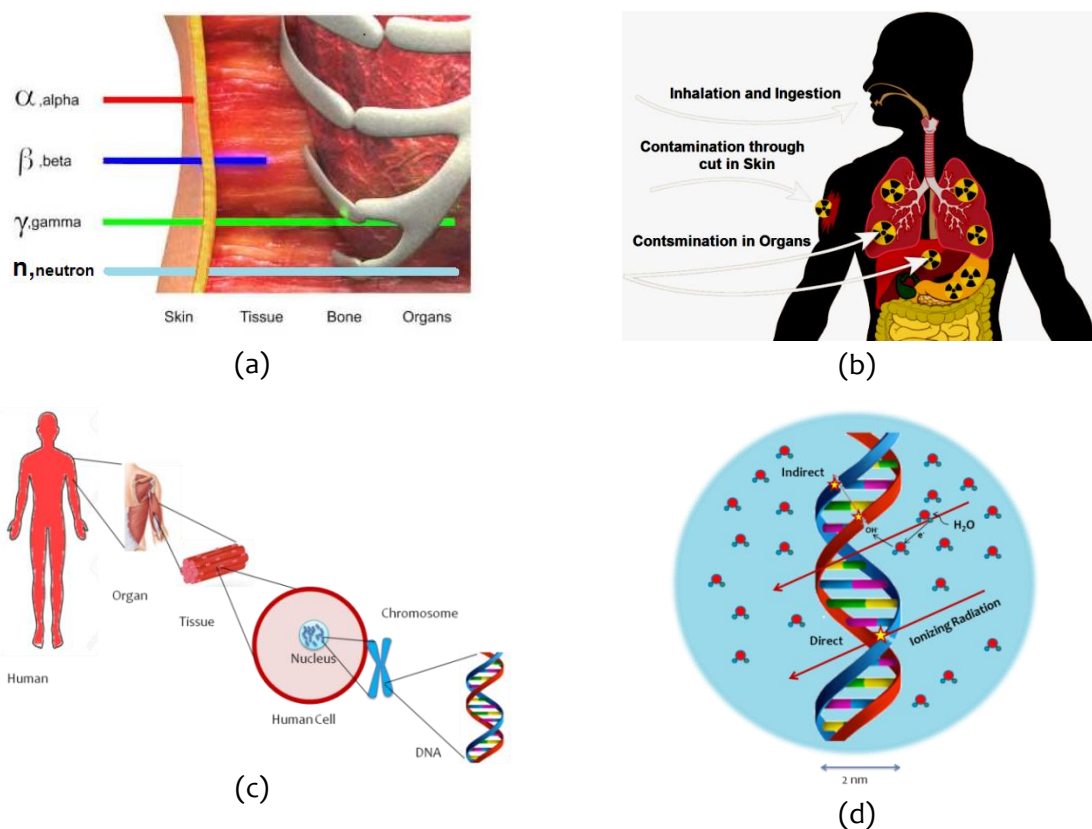 α,alpha
β,beta
γ,gamma
n,neutron
Skin Tissue Bone Organs
(a)
Inhalation and Ingestion
Contamination through
cut in Skin
Contsmination in Organs
(b)
Human
Organ
Tissue
Nucleus
Human Cell
Chromosome
DNA
(c)
Indirect
OH·
e-
H₂O
Direct
Ionizing Radiation
2 nm
(d)